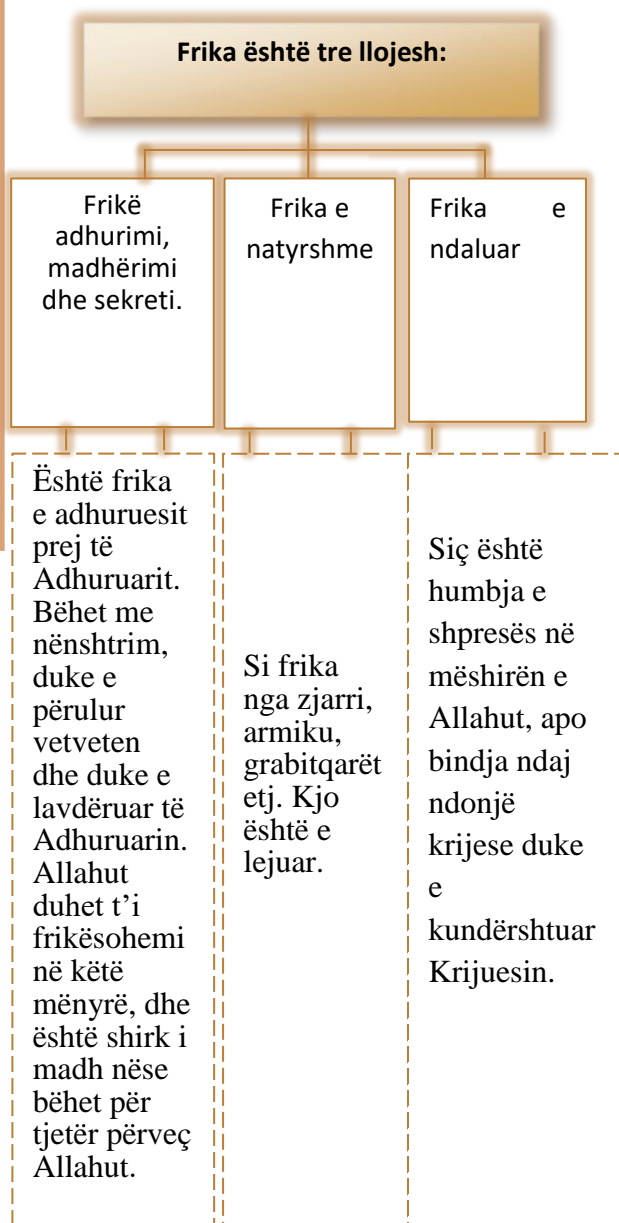 Frika është tre llojesh:
Frikë
adhurimi,
madhërimi
dhe sekreti.
Frika e
natyrshme
Frika e
ndaluar
Është frika
e adhuruesit
prej të
Adhuruarit.
Bëhet me
nënshtrim,
duke e
përulur
vetveten
dhe duke e
lavdëruar të
Adhuruarin.
Allahut
duhet t’i
frikësohemi
në këtë
mënyrë, dhe
është shirk i
madh nëse
bëhet për
tjetër përveç
Allahut.
Si frika
nga zjarri,
armiku,
grabitqarët
etj. Kjo
është e
lejuar.
Siç është
humbja e
shpresës në
mëshirën e
Allahut, apo
bindja ndaj
ndonjë
krijese duke
e
kundërshtuar
Krijuesin.